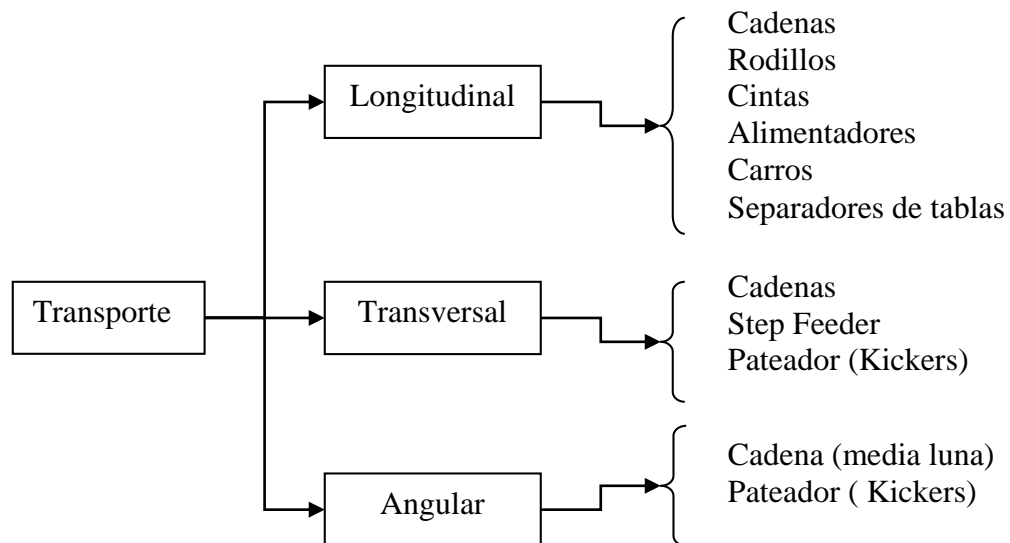 Transporte
Longitudinal
Cadenas
Rodillos
Cintas
Alimentadores
Carros
Separadores de tablas
Transversal
Cadenas
Step Feeder
Pateador (Kickers)
Angular
Cadena (media luna)
Pateador ( Kickers)